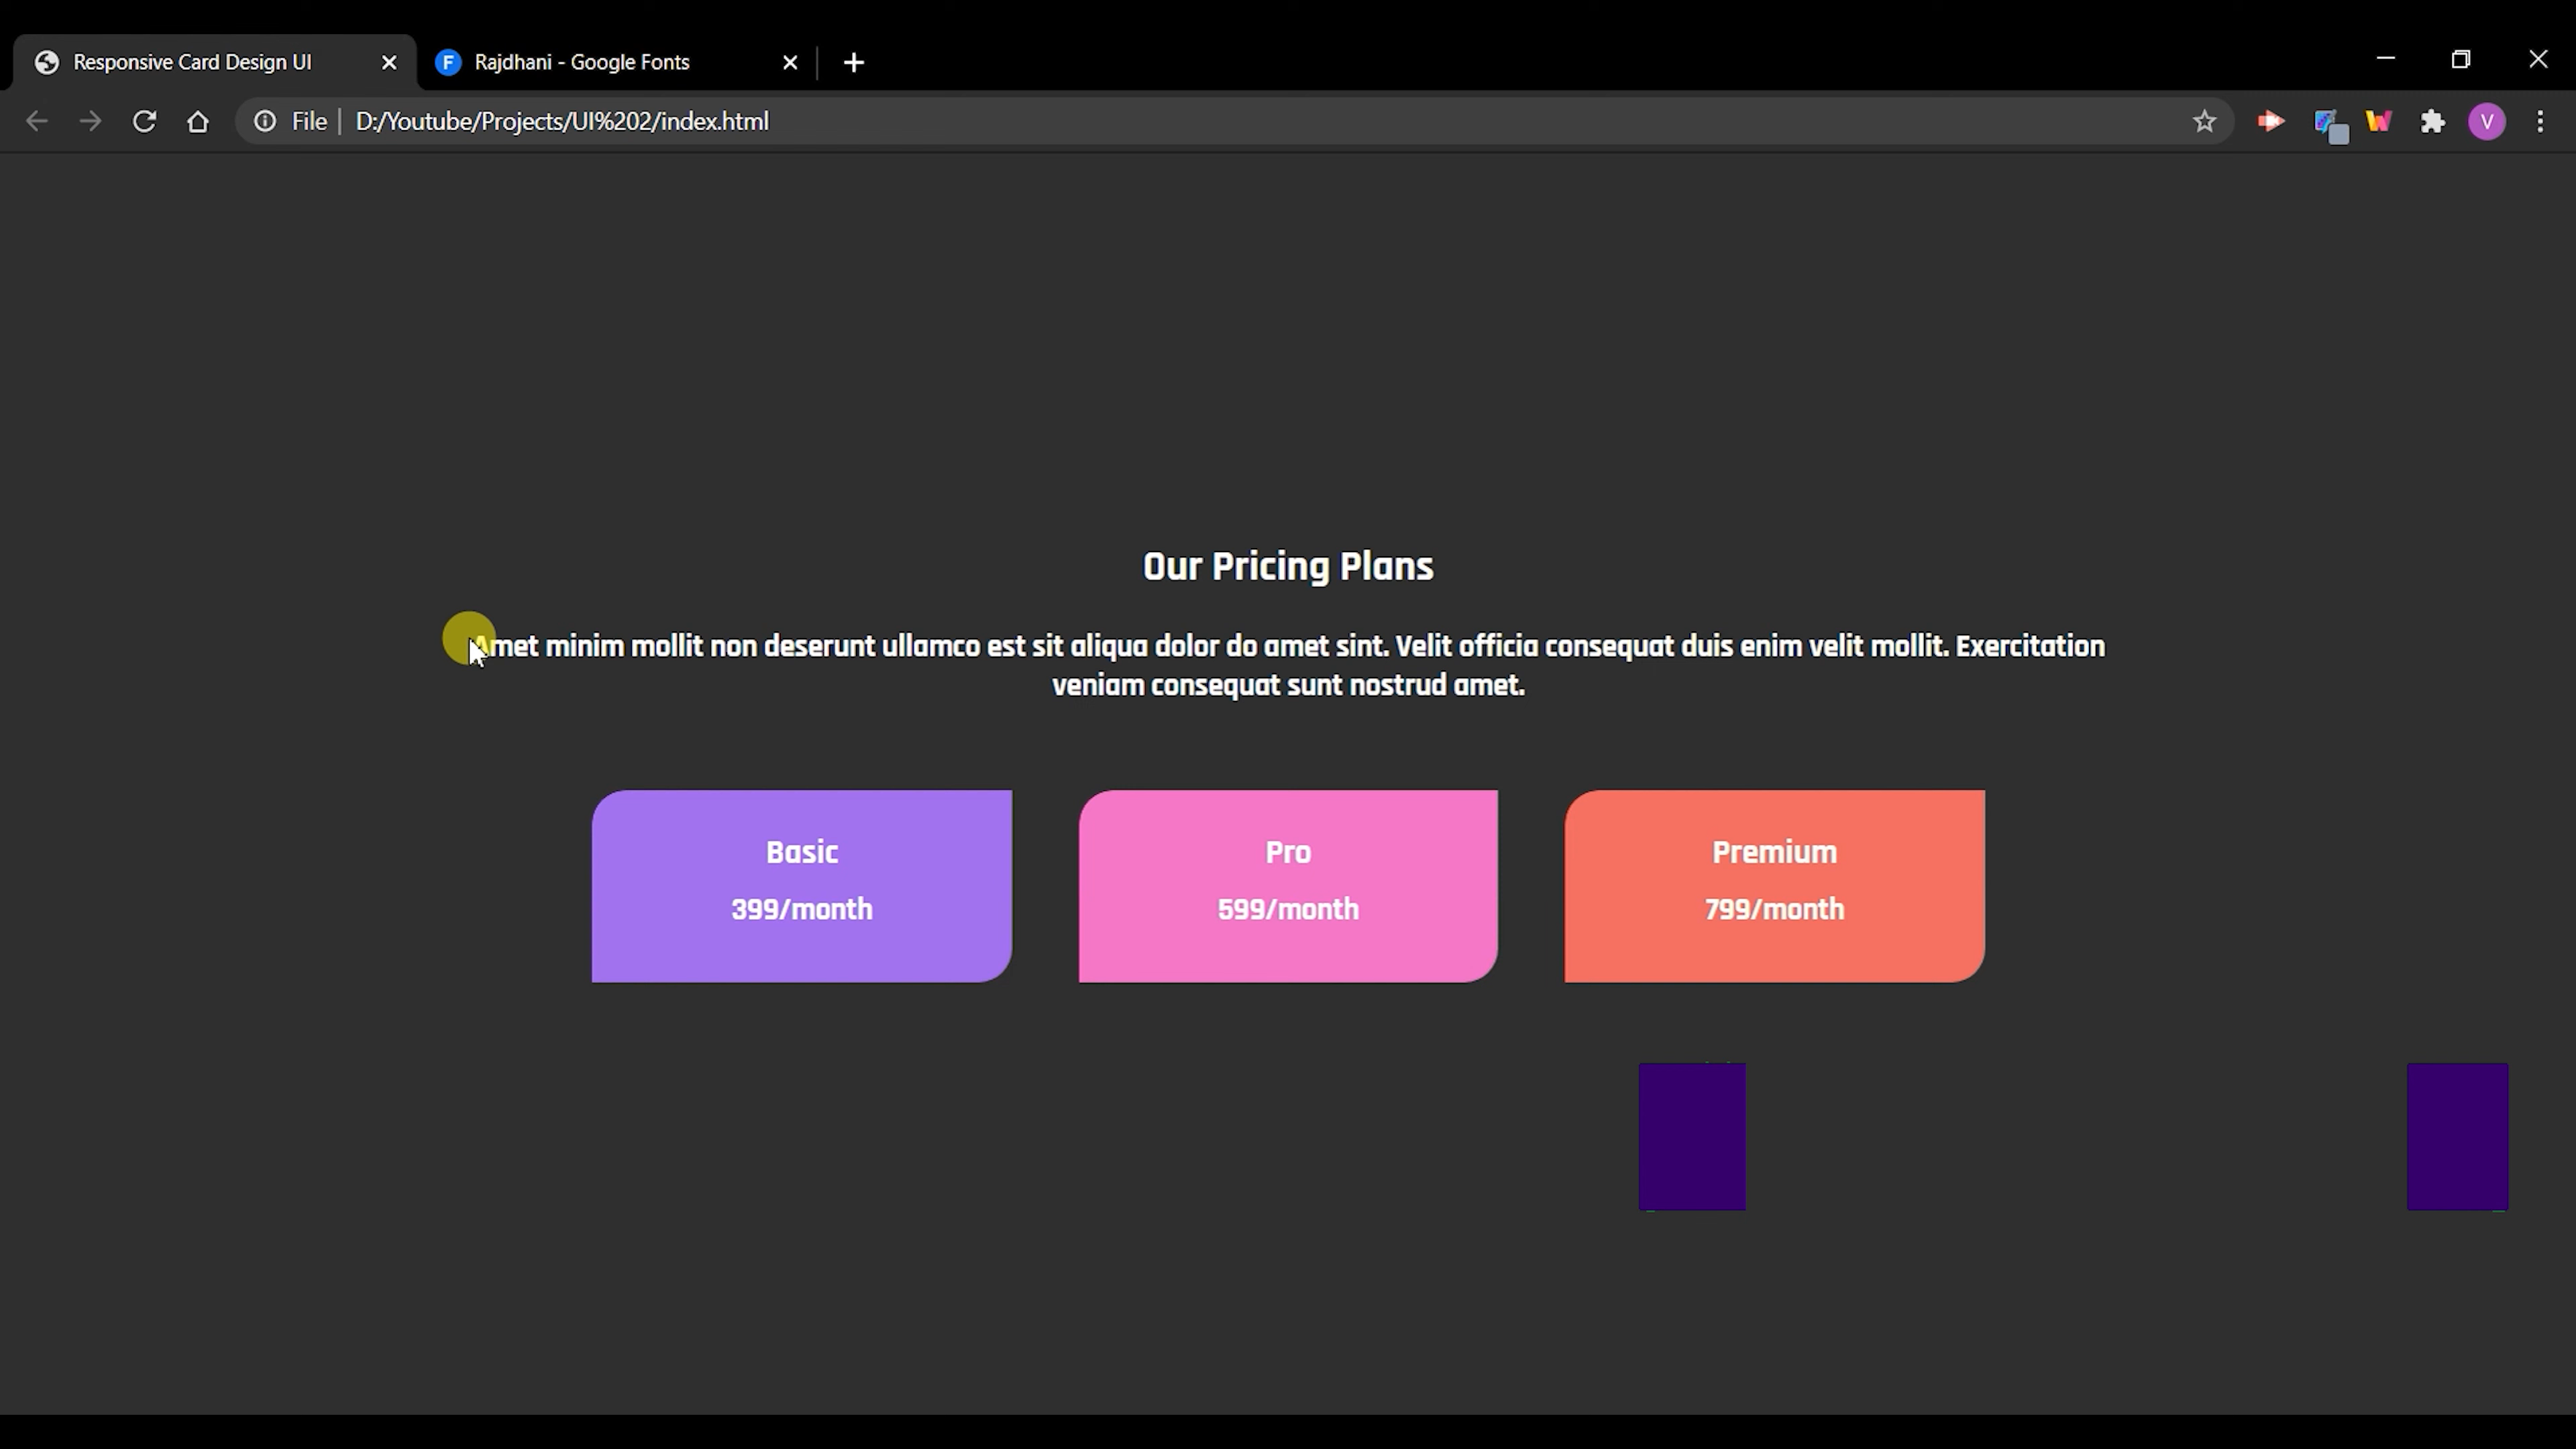 Responsive Card Design UI
Rajdhani - Google Fonts
File D:/Youtube/Projects/UI%202/index.html
V
Our Pricing Plans
Amet minim mollit non deserunt ullamco est sit aliqua dolor do amet sint. Velit officia consequat duis enim velit mollit. Exercitation
veniam consequat sunt nostrud amet.
Basic
399/month
Pro
599/month
Premium
799/month